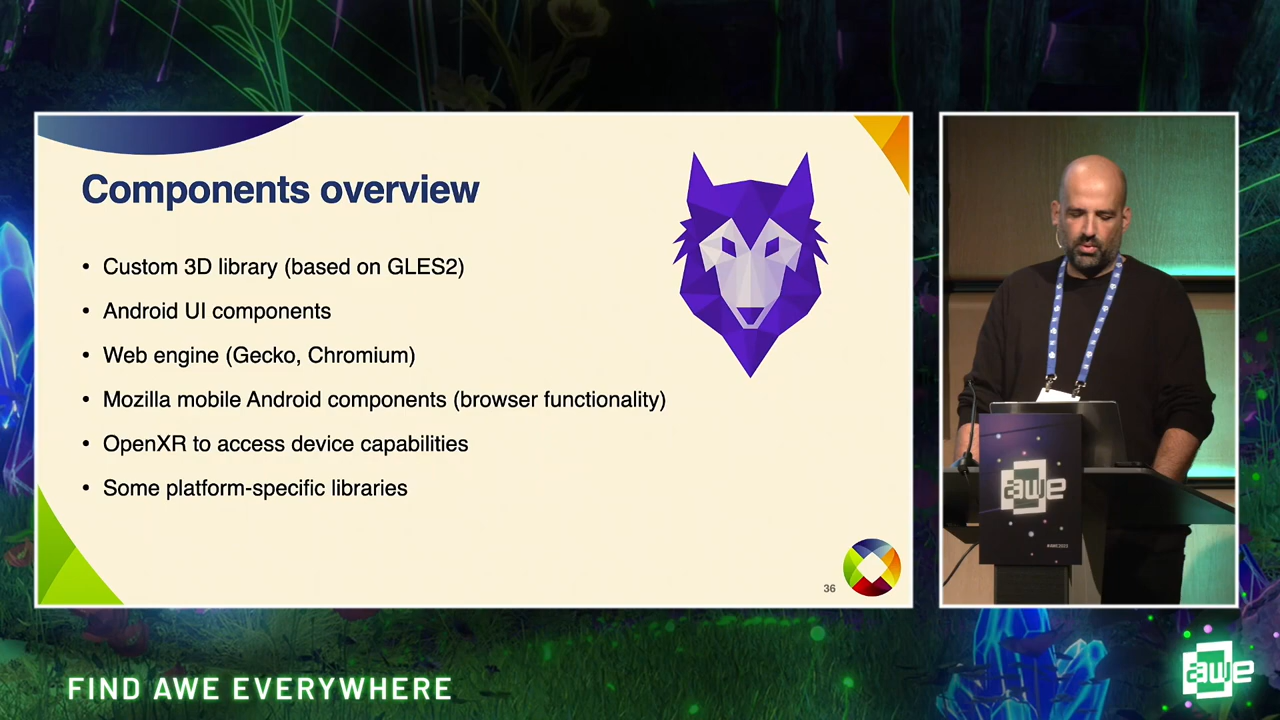 Components overview
• Custom 3D library (based on GLES2)
• Android UI components
• Web engine (Gecko, Chromium)
• Mozilla mobile Android components (browser functionality)
• OpenXR to access device capabilities
• Some platform-specific libraries
36
awe
#AWE2023
FIND AWE EVERYWHERE
awe